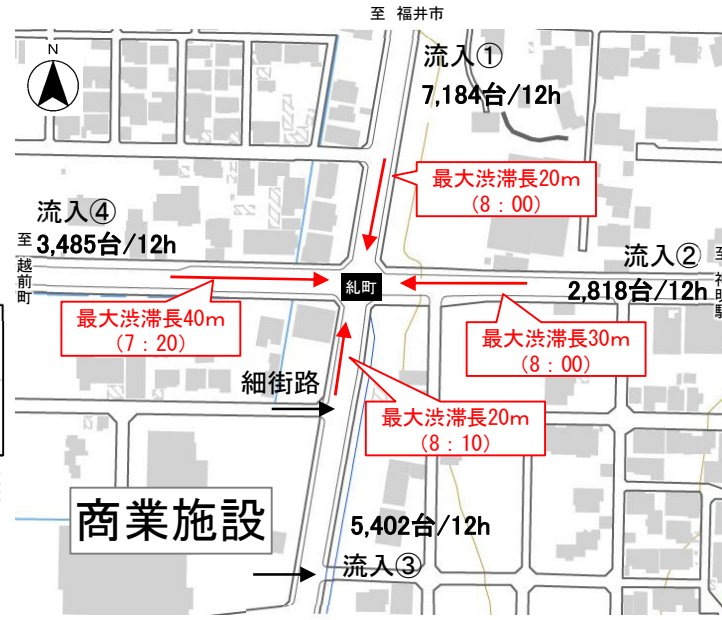 至 福井市
N
流入①
7,184台/12h
最大渋滞長20m
(8:00)
流入④
至 越前町
3,485台/12h
流入②
至 神明駅
2,818台/12h
糺町
最大渋滞長40m
(7:20)
最大渋滞長30m
(8:00)
細街路
最大渋滞長20m
(8:10)
商業施設
5,402台/12h
流入③